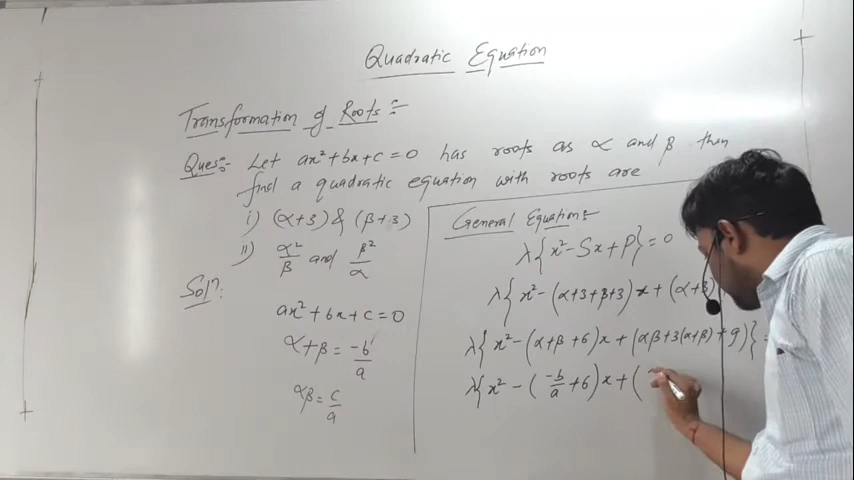 Quadratic Equation
Transformation of Roots :-
Ques:- Let ax²+bx+c=0 has roots as α and β then
find a quadratic equation with roots are
i) (α+3) & (β+3)
ii) α²/β and β²/α
Solⁿ:
ax²+bx+c=0
α+β = -b/a
αβ = c/a
General Equation:-
λ{x²-Sx+P}=0
λ{x²-(α+3+β+3)x+(α+3)
λ{x²-(α+β+6)x+(αβ+3(α+β)+9)}=
λ{x²-(-b/a+6)x+(